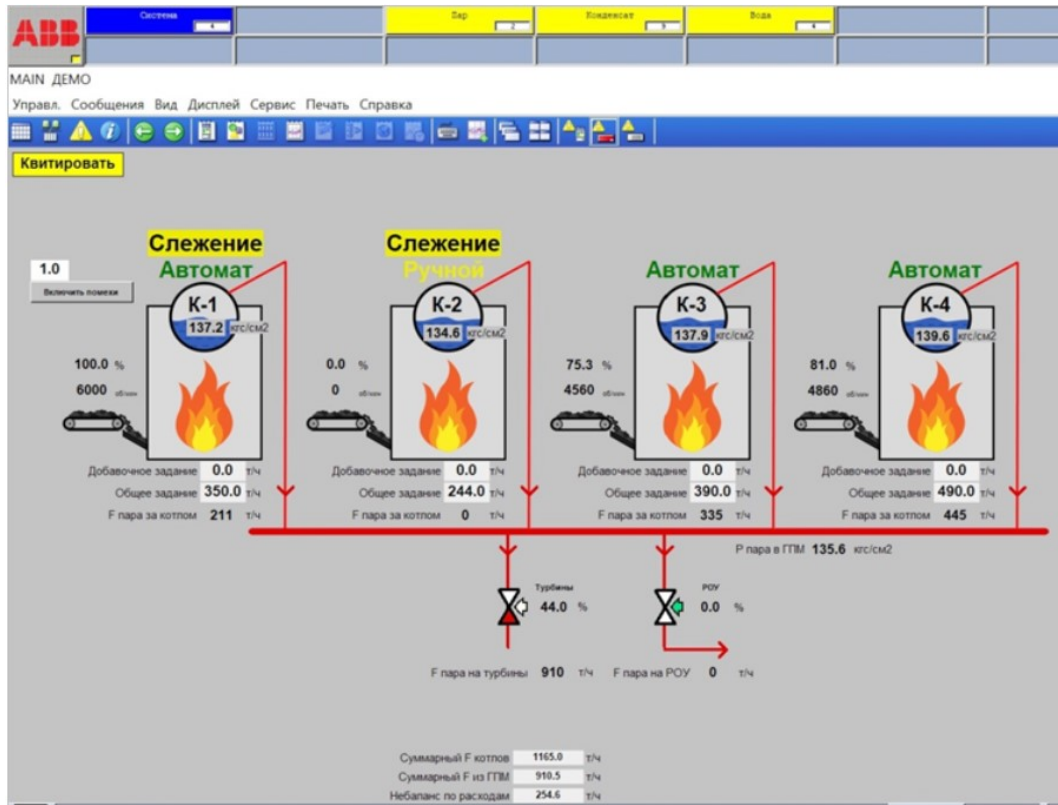 ABB
Система
4
Пар
2
Конденсат
9
Вода
4
MAIN ДЕМО
Управл. Сообщения Вид Дисплей Сервис Печать Справка
Квитировать
Слежение Слежение
1.0 Автомат Ручной Автомат Автомат
Включить помехи
К-1 К-2 К-3 К-4
137.2 кгс/см2 134.6 кгс/см2 137.9 кгс/см2 139.6 кгс/см2
100.0 % 0.0 % 75.3 % 81.0 %
6000 0 4560 4860
Добавочное задание 0.0 т/ч Добавочное задание 0.0 т/ч Добавочное задание 0.0 т/ч Добавочное задание 0.0 т/ч
Общее задание 350.0 т/ч Общее задание 244.0 т/ч Общее задание 390.0 т/ч Общее задание 490.0 т/ч
F пара за котлом 211 т/ч F пара за котлом 0 т/ч F пара за котлом 335 т/ч F пара за котлом 445 т/ч
P пара в ГПМ 135.6 кгс/см2
Турбины РОУ
44.0 % 0.0 %
F пара на турбины 910 т/ч F пара на РОУ 0 т/ч
Суммарный F котлов 1165.0 т/ч
Суммарный F из ГПМ 910.5 т/ч
Небаланс по расходам 254.6 т/ч